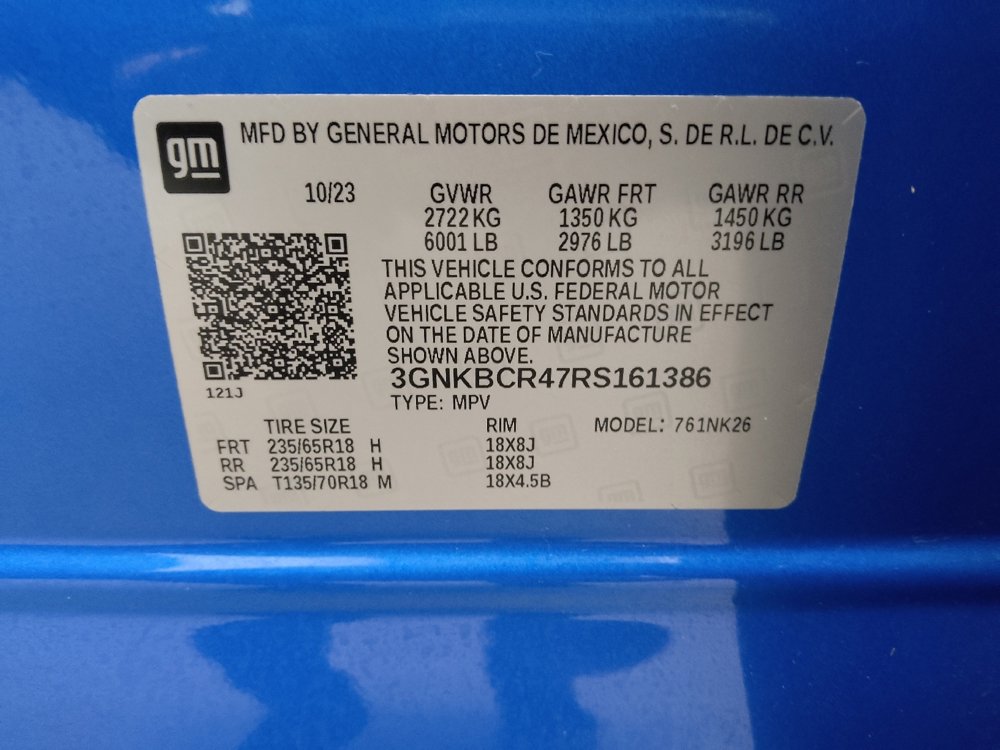 gm MFD BY GENERAL MOTORS DE MEXICO, S. DE R.L. DE C.V.
10/23 GVWR GAWR FRT GAWR RR
2722 KG 1350 KG 1450 KG
6001 LB 2976 LB 3196 LB
THIS VEHICLE CONFORMS TO ALL
APPLICABLE U.S. FEDERAL MOTOR
VEHICLE SAFETY STANDARDS IN EFFECT
ON THE DATE OF MANUFACTURE
SHOWN ABOVE.
3GNKBCR47RS161386
121J
TYPE: MPV
TIRE SIZE RIM MODEL: 761NK26
FRT 235/65R18 H 18X8J
RR 235/65R18 H 18X8J
SPA T135/70R18 M 18X4.5B